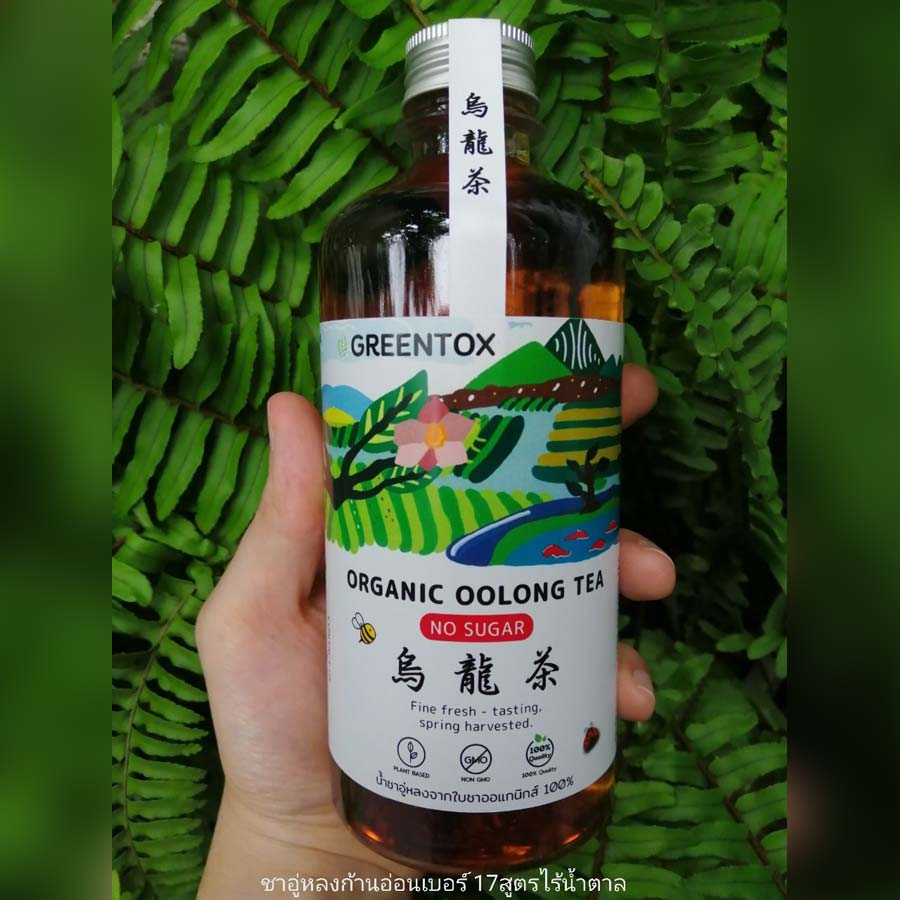 烏龍茶
GREENTOX
ORGANIC OOLONG TEA
NO SUGAR
烏龍茶
Fine fresh - tasting,
spring harvested.
PLANT BASED
GMO
NON GMO
100%
Quality
100% Quality
น้ำชาอู่หลงจากใบชาออแกนิกส์ 100%
ชาอู่หลงก้านอ่อนเบอร์ 17สูตรไร้น้ำตาล